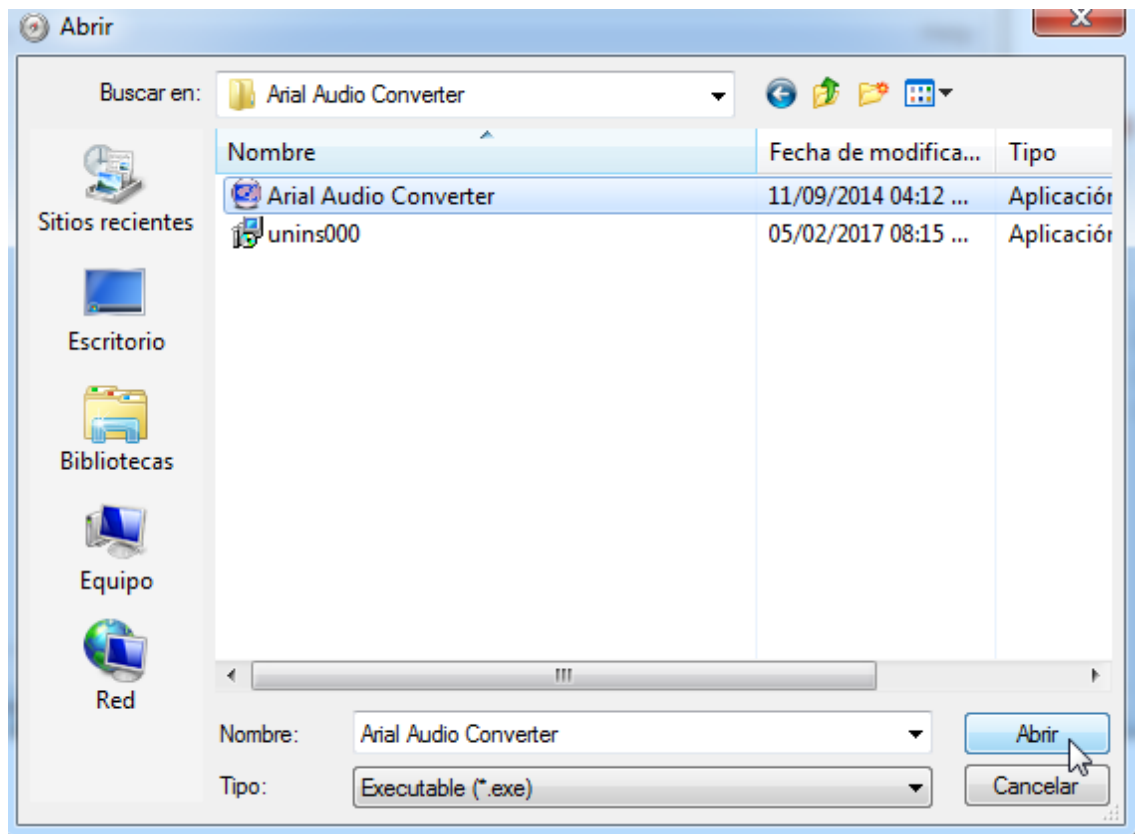 Abrir
Buscar en: Arial Audio Converter
Nombre Fecha de modifica... Tipo
Arial Audio Converter 11/09/2014 04:12 ... Aplicación
unins000 05/02/2017 08:15 ... Aplicación
Sitios recientes
Escritorio
Bibliotecas
Equipo
Red
Nombre: Arial Audio Converter Abrir
Tipo: Executable (*.exe) Cancelar